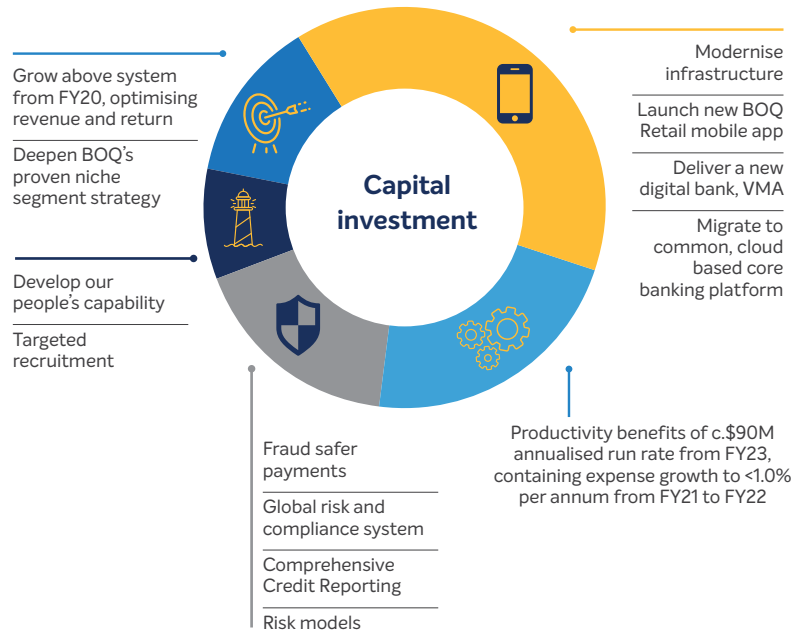 Grow above system
from FY20, optimising
revenue and return
Deepen BOQ's
proven niche
segment strategy
Develop our
people's capability
Targeted
recruitment
Capital
investment
Modernise
infrastructure
Launch new BOQ
Retail mobile app
Deliver a new
digital bank, VMA
Migrate to
common, cloud
based core
banking platform
Fraud safer
payments
Global risk and
compliance system
Comprehensive
Credit Reporting
Risk models
Productivity benefits of c.$90M
annualised run rate from FY23,
containing expense growth to <1.0%
per annum from FY21 to FY22